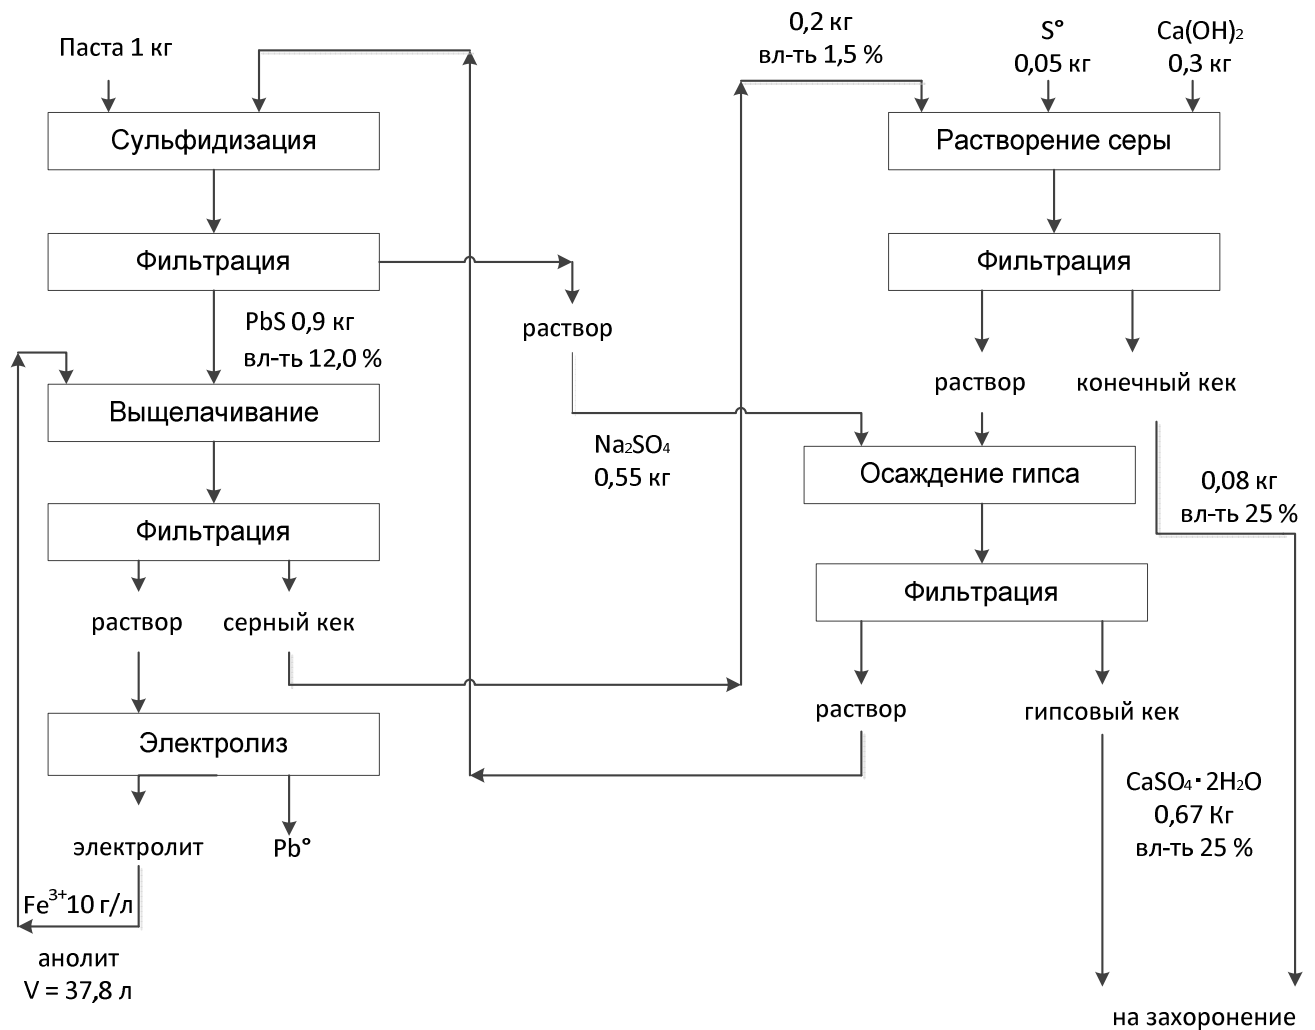 Паста 1 кг
Сульфидизация
Фильтрация
PbS 0,9 кг
вл-ть 12,0 %
Выщелачивание
Фильтрация
раствор
серный кек
Электролиз
электролит
Pb°
Fe³⁺10 г/л
анолит
V = 37,8 л
раствор
Na₂SO₄
0,55 кг
0,2 кг
вл-ть 1,5 %
S°
0,05 кг
Ca(OH)₂
0,3 кг
Растворение серы
Фильтрация
раствор
конечный кек
Осаждение гипса
0,08 кг
вл-ть 25 %
Фильтрация
раствор
гипсовый кек
CaSO₄·2H₂O
0,67 Кг
вл-ть 25 %
на захоронение